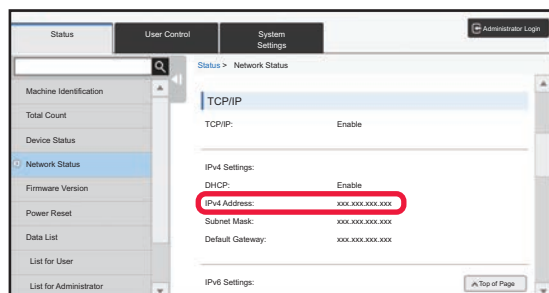 Status
User Control
System
Settings
Administrator Login
Status > Network Status
Machine Identification
Total Count
Device Status
Network Status
Firmware Version
Power Reset
Data List
List for User
List for Administrator
TCP/IP
TCP/IP: Enable
IPv4 Settings:
DHCP: Enable
IPv4 Address: xxx.xxx.xxx.xxx
Subnet Mask: xxx.xxx.xxx.xxx
Default Gateway: xxx.xxx.xxx.xxx
IPv6 Settings:
Top of Page